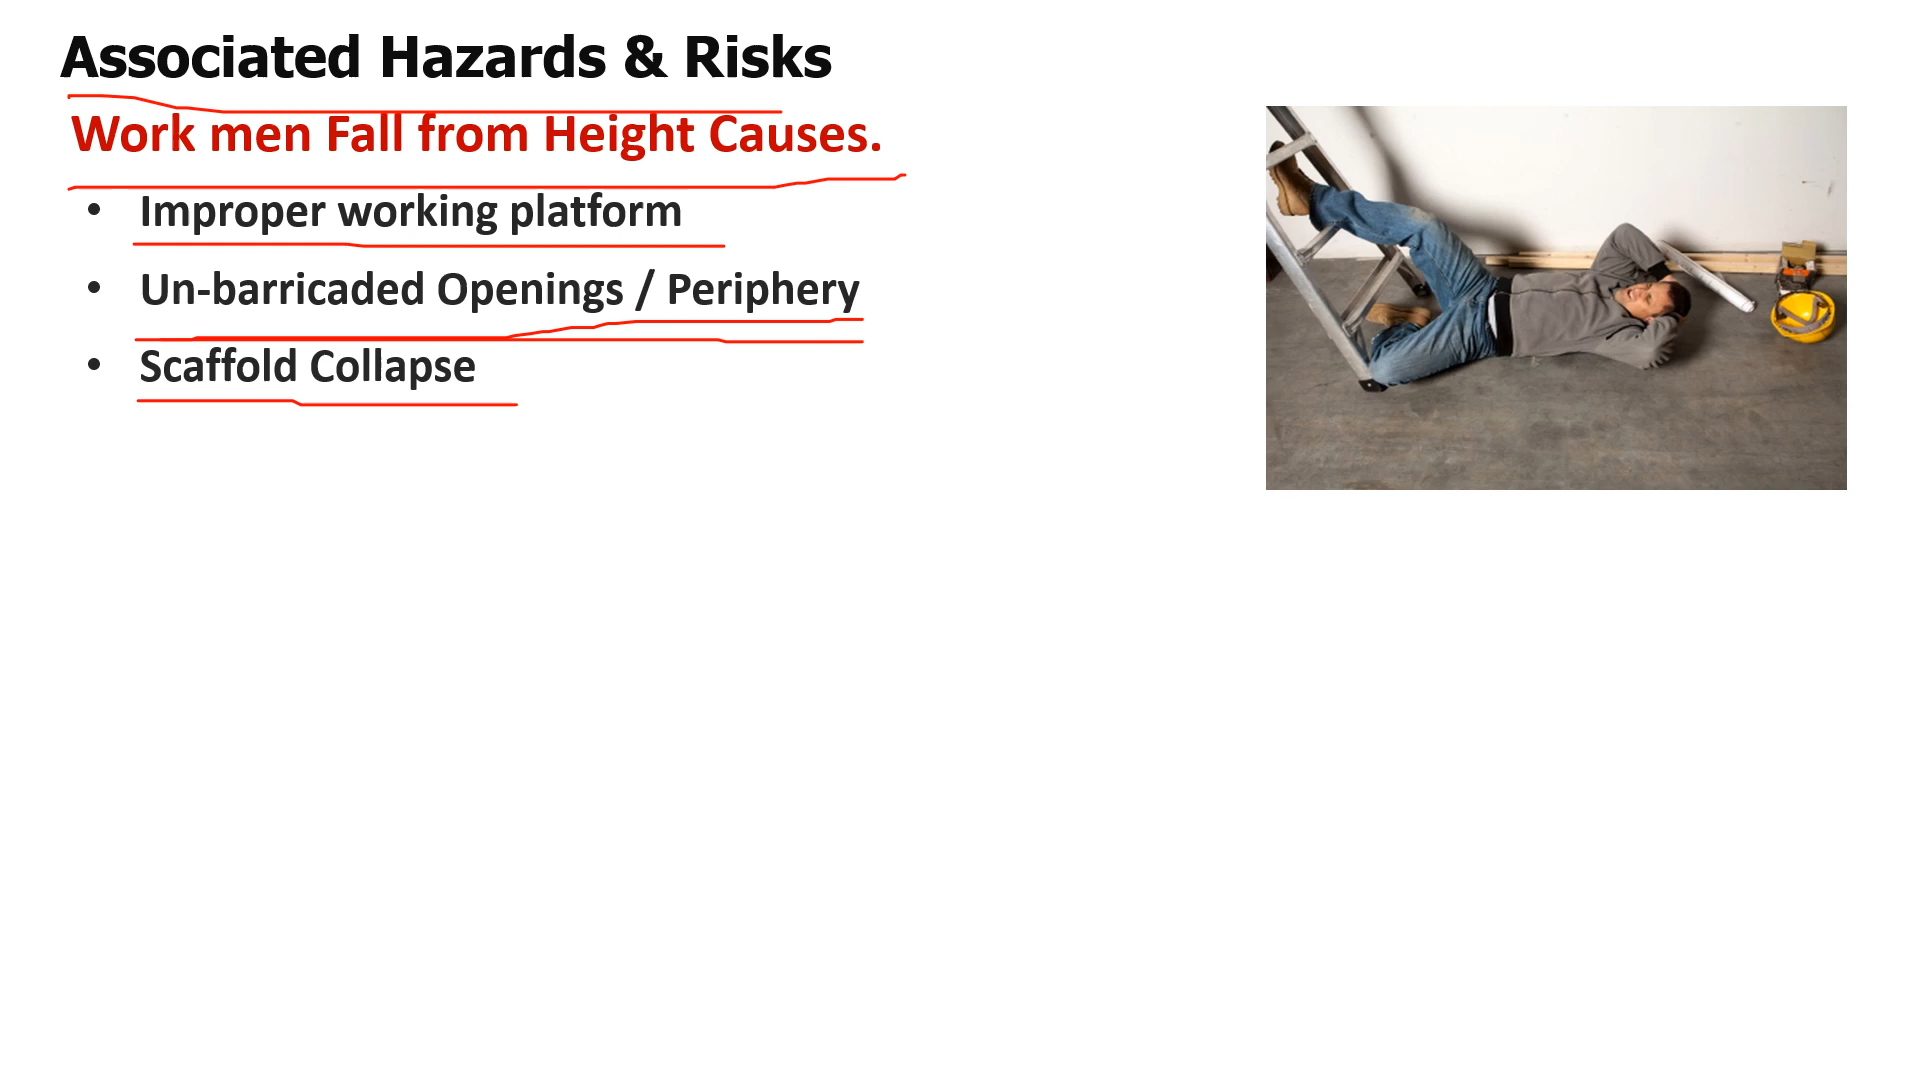 Associated Hazards & Risks
Work men Fall from Height Causes.
• Improper working platform
• Un-barricaded Openings / Periphery
• Scaffold Collapse